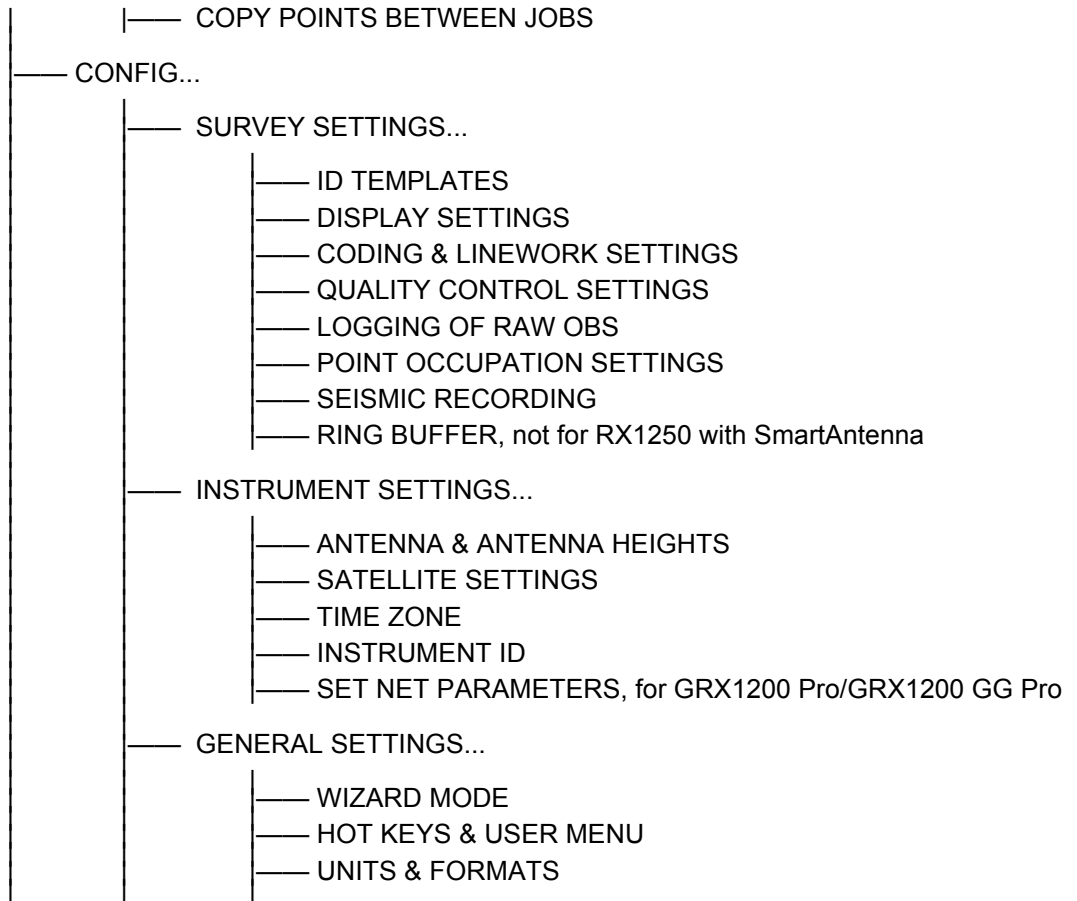 COPY POINTS BETWEEN JOBS
CONFIG...
SURVEY SETTINGS...
ID TEMPLATES
DISPLAY SETTINGS
CODING & LINEWORK SETTINGS
QUALITY CONTROL SETTINGS
LOGGING OF RAW OBS
POINT OCCUPATION SETTINGS
SEISMIC RECORDING
RING BUFFER, not for RX1250 with SmartAntenna
INSTRUMENT SETTINGS...
ANTENNA & ANTENNA HEIGHTS
SATELLITE SETTINGS
TIME ZONE
INSTRUMENT ID
SET NET PARAMETERS, for GRX1200 Pro/GRX1200 GG Pro
GENERAL SETTINGS...
WIZARD MODE
HOT KEYS & USER MENU
UNITS & FORMATS